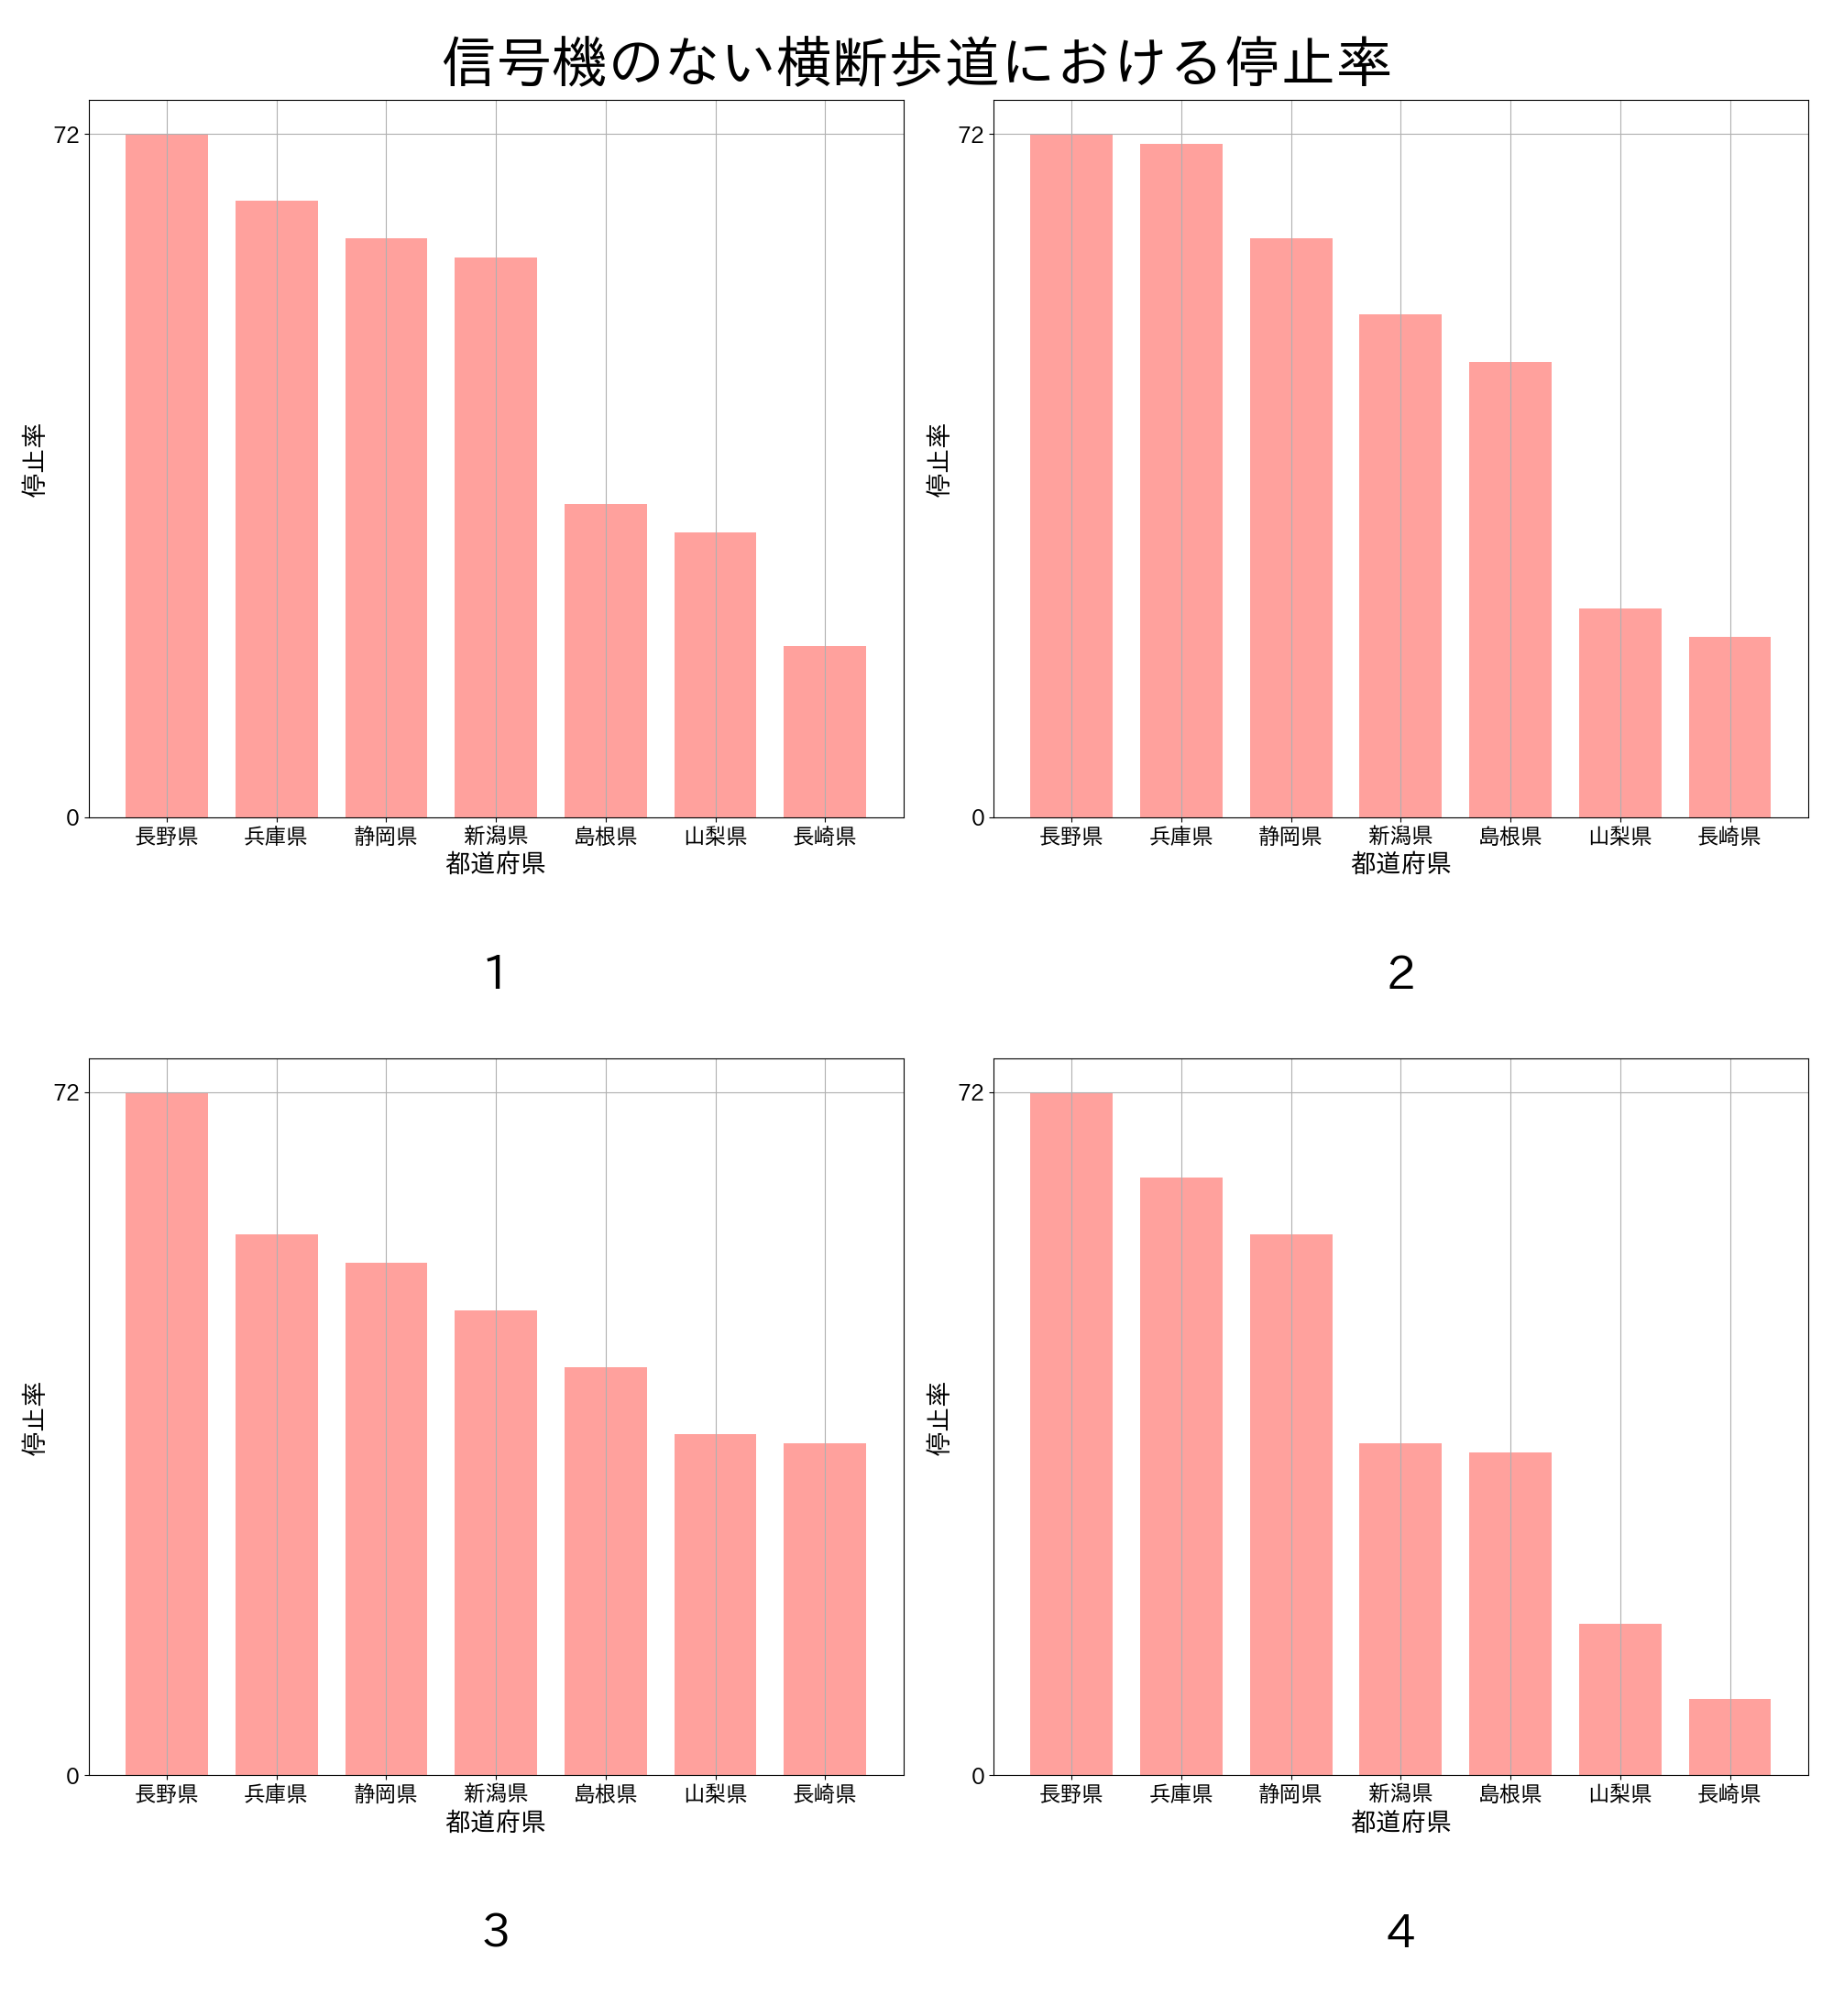 信号機のない横断歩道における停止率
72
0
停止率
長野県 兵庫県 静岡県 新潟県 島根県 山梨県 長崎県
都道府県
1
72
0
停止率
長野県 兵庫県 静岡県 新潟県 島根県 山梨県 長崎県
都道府県
2
72
0
停止率
長野県 兵庫県 静岡県 新潟県 島根県 山梨県 長崎県
都道府県
3
72
0
停止率
長野県 兵庫県 静岡県 新潟県 島根県 山梨県 長崎県
都道府県
4